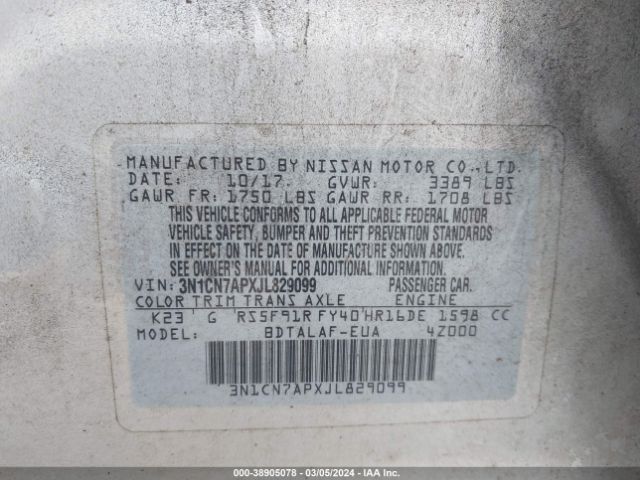 MANUFACTURED BY NISSAN MOTOR CO.,LTD.
DATE: 10/17 GVWR: 3389 LBS
GAWR FR: 1750 LBS GAWR RR: 1708 LBS
THIS VEHICLE CONFORMS TO ALL APPLICABLE FEDERAL MOTOR
VEHICLE SAFETY, BUMPER AND THEFT PREVENTION STANDARDS
IN EFFECT ON THE DATE OF MANUFACTURE SHOWN ABOVE.
SEE OWNER'S MANUAL FOR ADDITIONAL INFORMATION.
VIN: 3N1CN7APXJL829099 PASSENGER CAR.
COLOR TRIM TRANS AXLE ENGINE
K23 G RS5F91R FY40 HR16DE 1598 CC
MODEL: BDTALAF-EUA 4Z000
3N1CN7APXJL829099
000-38905078 — 03/05/2024 — IAA Inc.